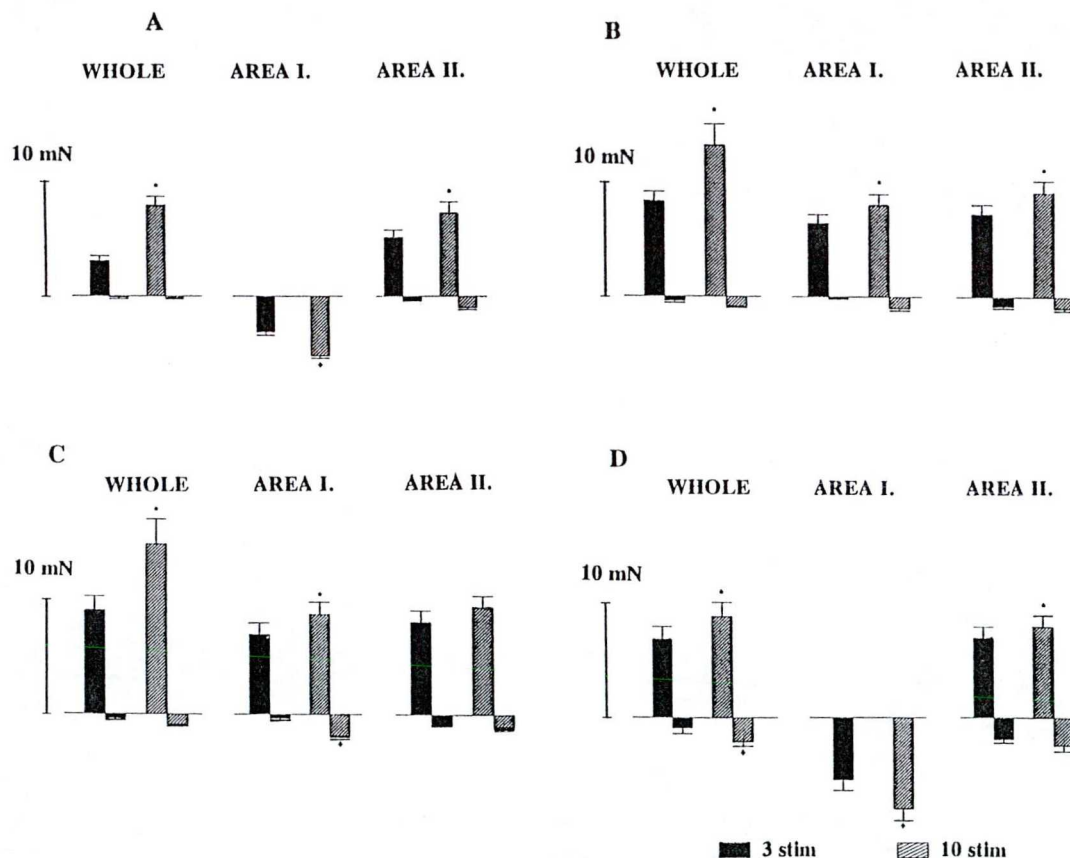 A
WHOLE AREA I. AREA II.
10 mN
B
WHOLE AREA I. AREA II.
10 mN
C
WHOLE AREA I. AREA II.
10 mN
D
WHOLE AREA I. AREA II.
10 mN
3 stim 10 stim